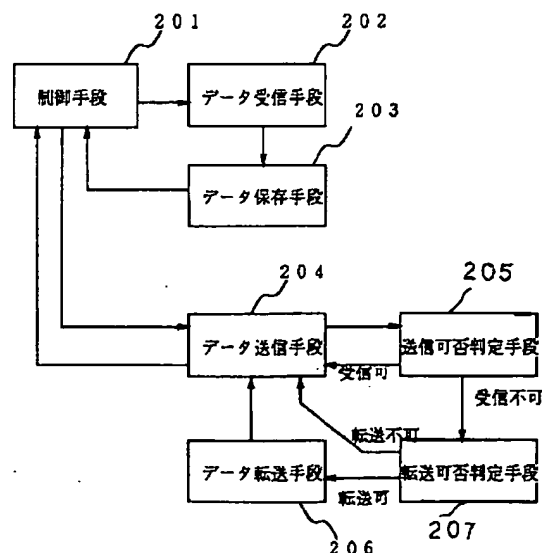 201
202
制御手段
データ受信手段
203
データ保存手段
204
205
データ送信手段
送信可否判定手段
受信可
受信不可
転送不可
データ転送手段
転送可否判定手段
転送可
206
207